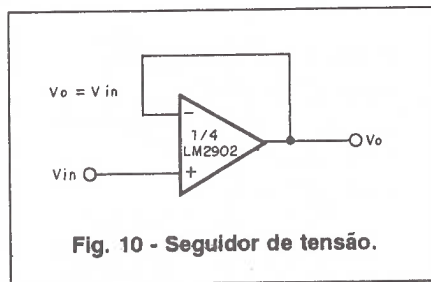 Vo = Vin
−
1/4
LM2902
Vo
Vin
+
Fig. 10 - Seguidor de tensão.